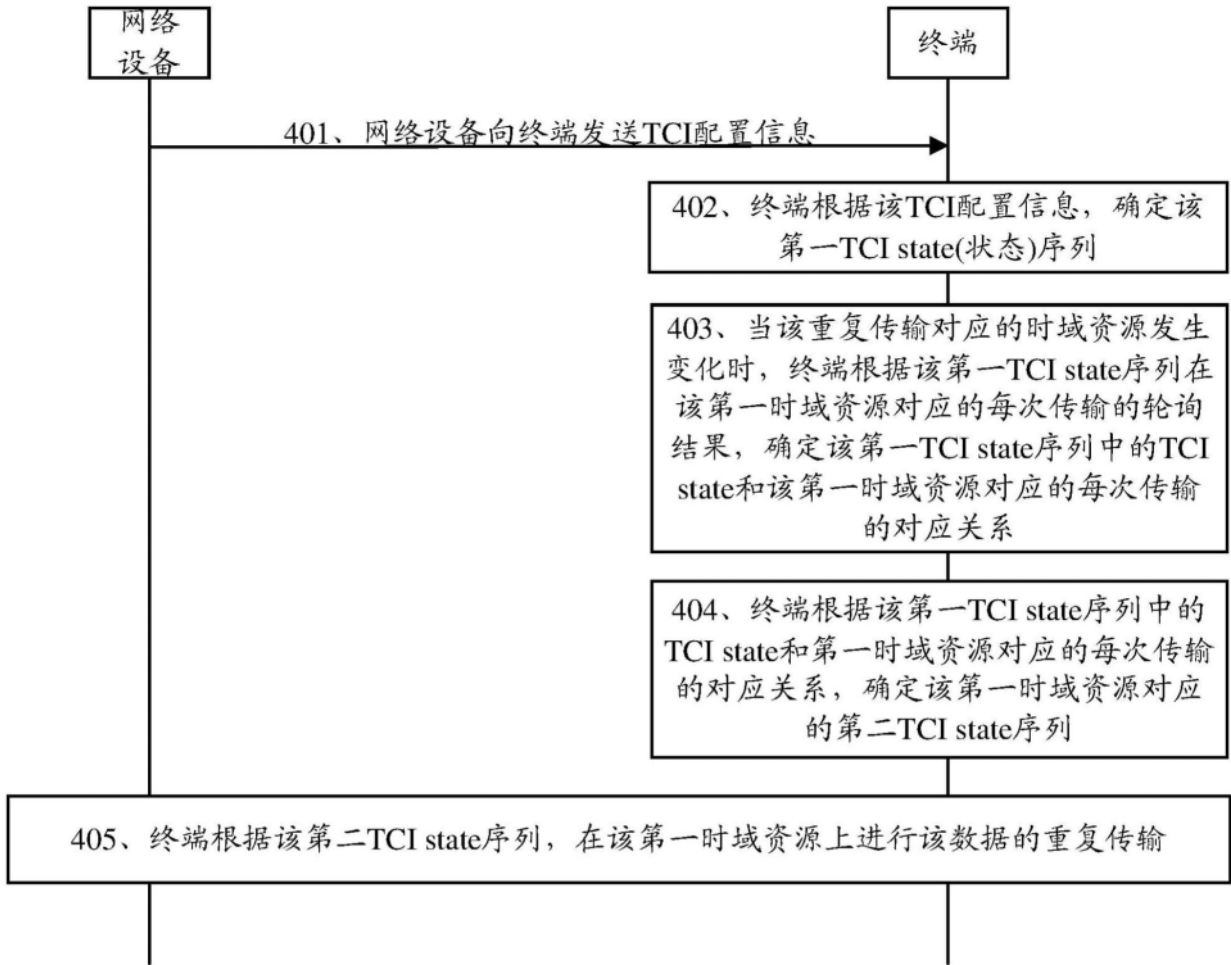 网络
设备
终端
401、网络设备向终端发送TCI配置信息
402、终端根据该TCI配置信息，确定该
第一TCI state(状态)序列
403、当该重复传输对应的时域资源发生
变化时，终端根据该第一TCI state序列在
该第一时域资源对应的每次传输的轮询
结果，确定该第一TCI state序列中的TCI
state和该第一时域资源对应的每次传输
的对应关系
404、终端根据该第一TCI state序列中的
TCI state和第一时域资源对应的每次传输
的对应关系，确定该第一时域资源对应
的第二TCI state序列
405、终端根据该第二TCI state序列，在该第一时域资源上进行该数据的重复传输